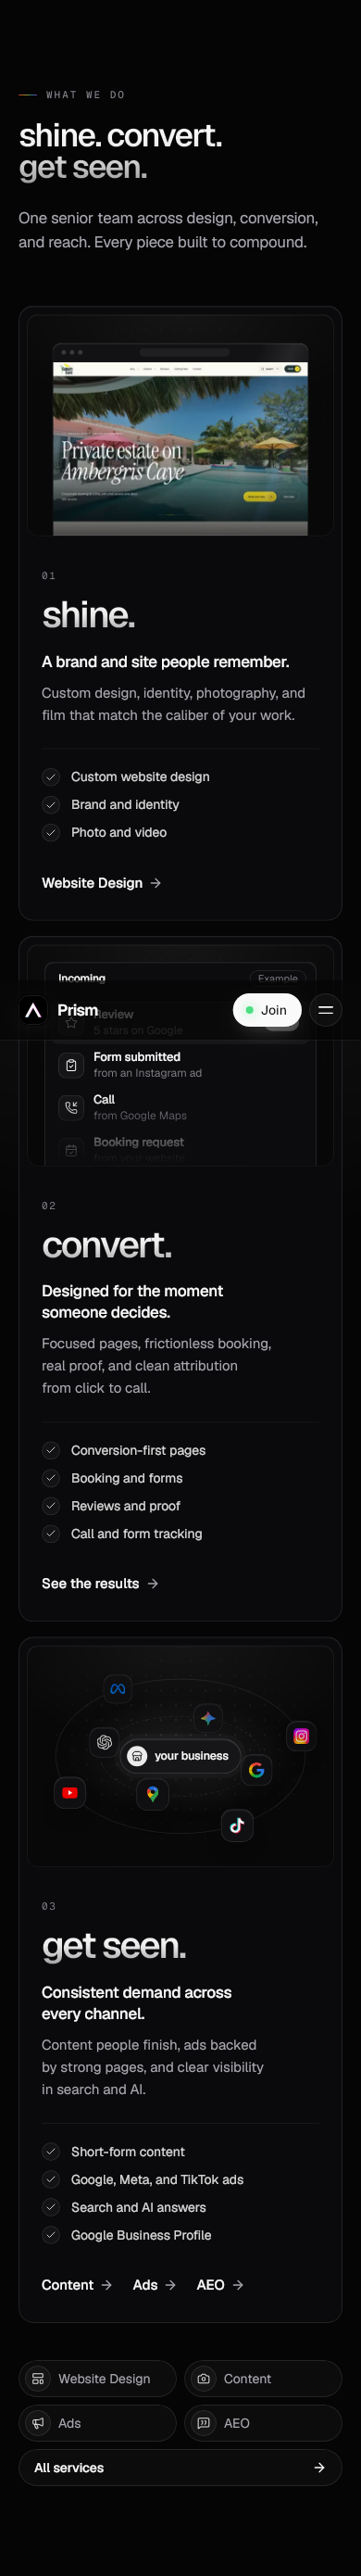 WHAT WE DO
shine. convert.
get seen.
One senior team across design, conversion,
and reach. Every piece built to compound.
Private estate on
Ambergris Caye
01
shine.
A brand and site people remember.
Custom design, identity, photography, and
film that match the caliber of your work.
Custom website design
Brand and identity
Photo and video
Website Design
Incoming
Example
Prism
Join
Review
5 stars on Google
Form submitted
from an Instagram ad
Call
from Google Maps
Booking request
from your website
02
convert.
Designed for the moment
someone decides.
Focused pages, frictionless booking,
real proof, and clean attribution
from click to call.
Conversion-first pages
Booking and forms
Reviews and proof
Call and form tracking
See the results
your business
03
get seen.
Consistent demand across
every channel.
Content people finish, ads backed
by strong pages, and clear visibility
in search and AI.
Short-form content
Google, Meta, and TikTok ads
Search and AI answers
Google Business Profile
Content
Ads
AEO
Website Design
Content
Ads
AEO
All services